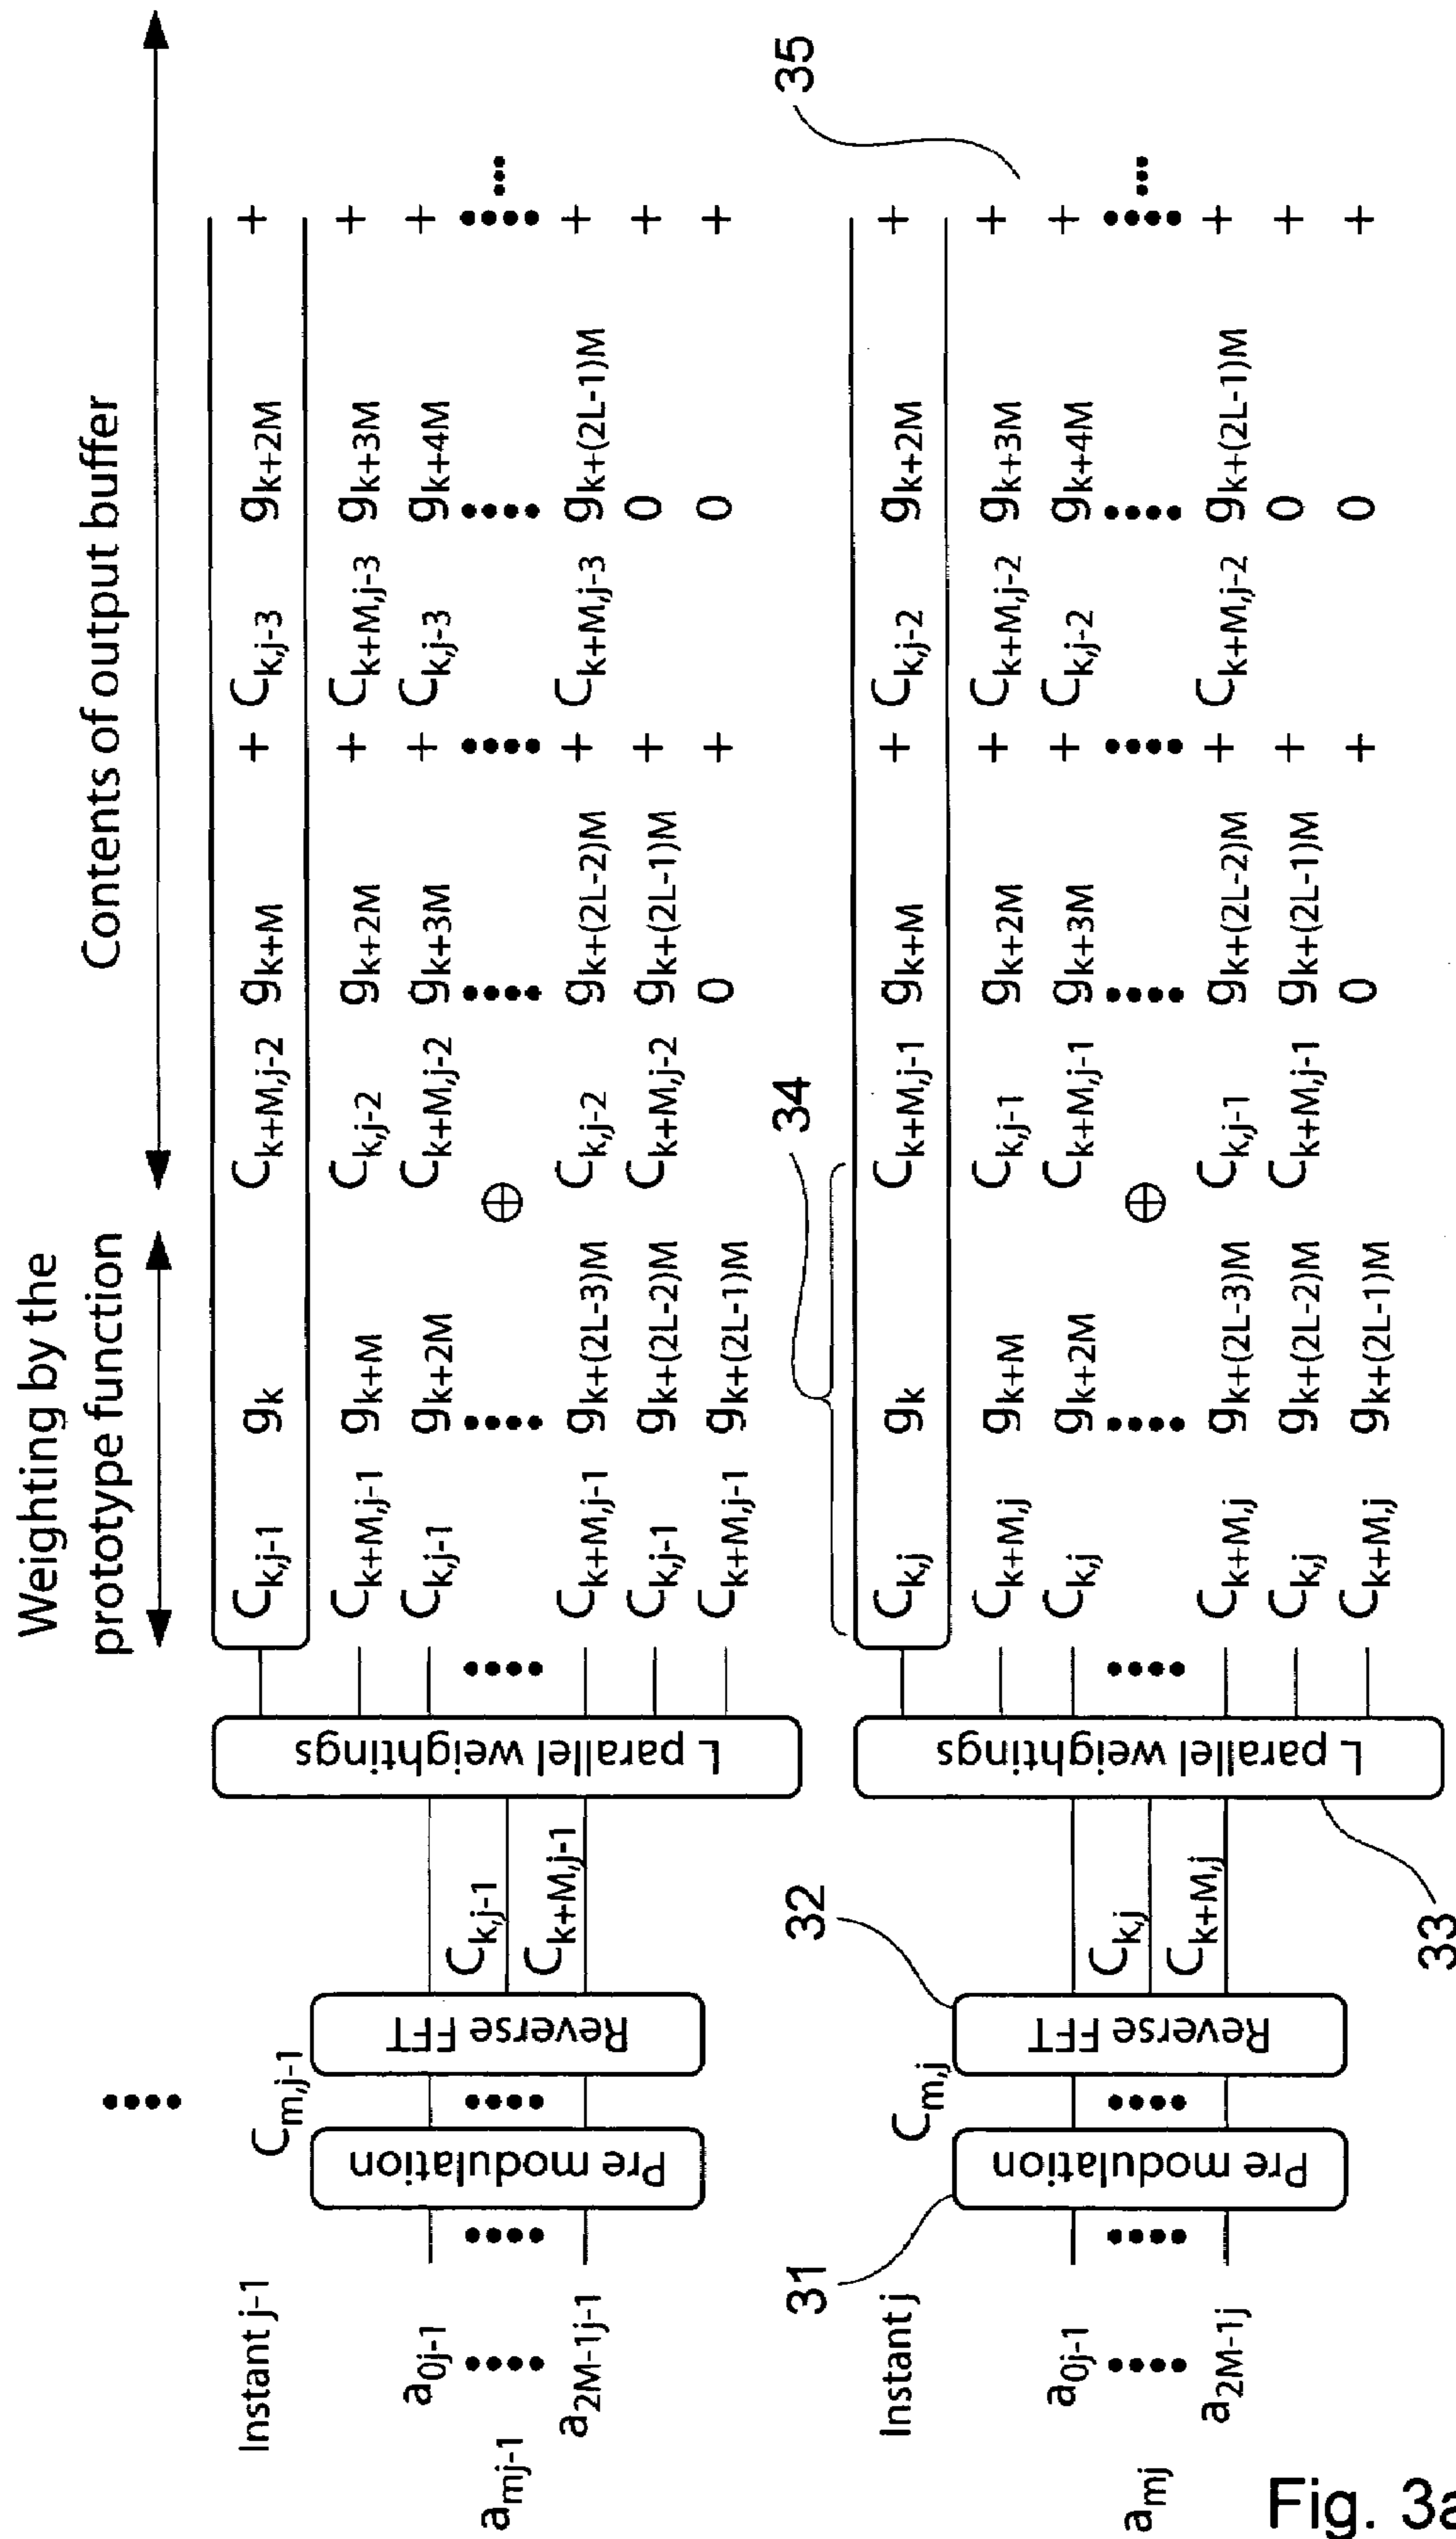 Weighting by the
prototype function
Contents of output buffer
Instant j-1
a0j-1
amj-1
a2M-1j-1
Pre modulation
Cm,j-1
Reverse FFT
Ck,j-1
Ck+M,j-1
L parallel weightings
Ck,j-1 gk Ck+M,j-2 gk+M + Ck,j-3 gk+2M +
Ck+M,j-1 gk+M Ck,j-2 gk+2M + Ck+M,j-3 gk+3M +
Ck,j-1 gk+2M Ck+M,j-2 gk+3M + Ck,j-3 gk+4M +
⊕
Ck+M,j-1 gk+(2L-3)M Ck,j-2 gk+(2L-2)M + Ck+M,j-3 gk+(2L-1)M +
Ck,j-1 gk+(2L-2)M Ck+M,j-2 gk+(2L-1)M + 0 +
Ck+M,j-1 gk+(2L-1)M 0 + 0 +
31
32
34
35
Instant j
a0j-1
amj
a2M-1j
Pre modulation
Cm,j
Reverse FFT
Ck,j
Ck+M,j
L parallel weightings
Ck,j gk Ck+M,j-1 gk+M + Ck,j-2 gk+2M +
Ck+M,j gk+M Ck,j-1 gk+2M + Ck+M,j-2 gk+3M +
Ck,j gk+2M Ck+M,j-1 gk+3M + Ck,j-2 gk+4M +
⊕
Ck+M,j gk+(2L-3)M Ck,j-1 gk+(2L-2)M + Ck+M,j-2 gk+(2L-1)M +
Ck,j gk+(2L-2)M Ck+M,j-1 gk+(2L-1)M + 0 +
Ck+M,j gk+(2L-1)M 0 + 0 +
33
Fig. 3a